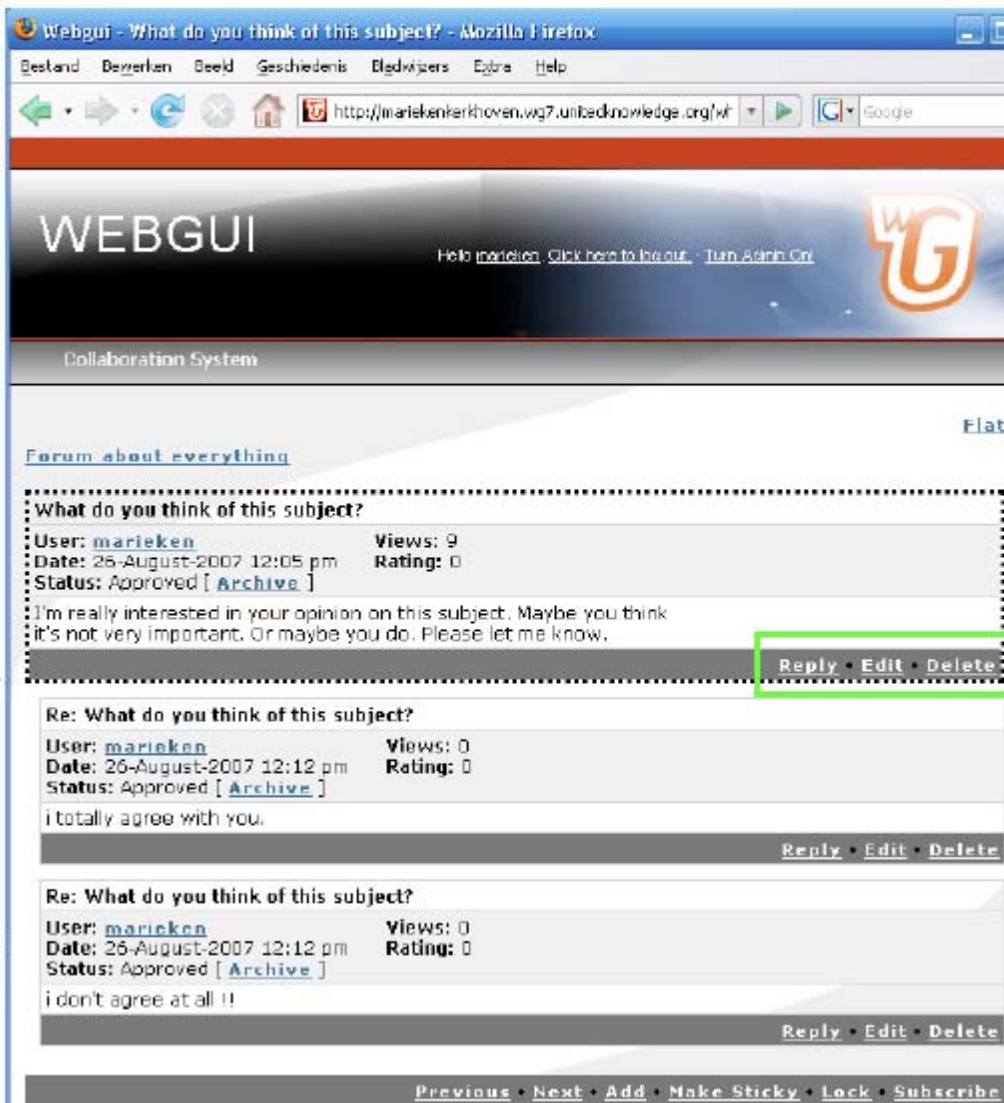 Webgui - What do you think of this subject? - Mozilla Firefox
Bestand Bewerken Beeld Geschiedenis Bladwijzers Extra Help
http://mariekenkerkhoven.wg7.unitedknowledge.org/wh
Google
WEBGUI
Hello marieken. Click here to log out. · Turn Admin On!
WG
Collaboration System
Flat
Forum about everything
What do you think of this subject?
User: marieken Views: 9
Date: 26-August-2007 12:05 pm Rating: 0
Status: Approved [ Archive ]
I'm really interested in your opinion on this subject. Maybe you think
it's not very important. Or maybe you do. Please let me know.
Reply • Edit • Delete
Re: What do you think of this subject?
User: marieken Views: 0
Date: 26-August-2007 12:12 pm Rating: 0
Status: Approved [ Archive ]
i totally agree with you.
Reply • Edit • Delete
Re: What do you think of this subject?
User: marieken Views: 0
Date: 26-August-2007 12:12 pm Rating: 0
Status: Approved [ Archive ]
i don't agree at all !!
Reply • Edit • Delete
Previous • Next • Add • Make Sticky • Lock • Subscribe